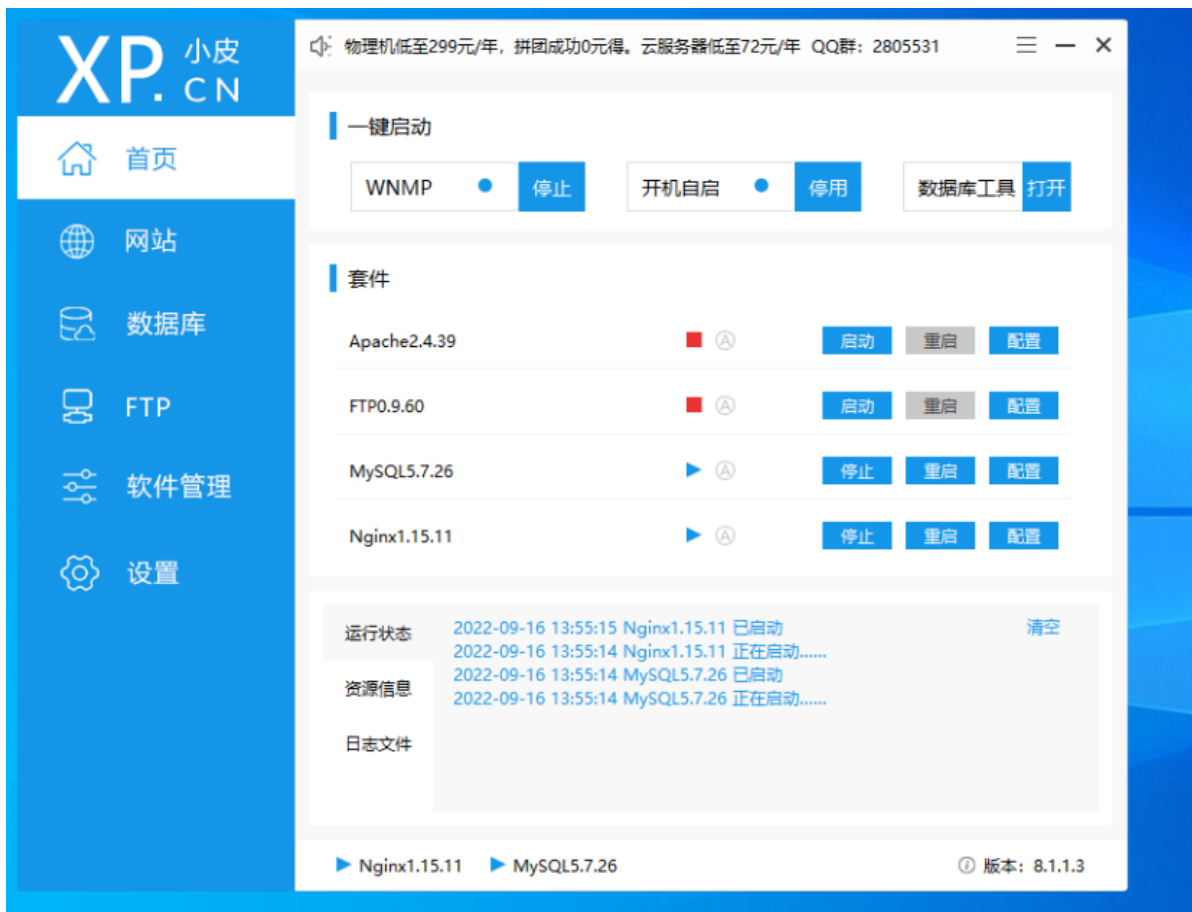 XP. 小皮
CN
物理机低至299元/年，拼团成功0元得。云服务器低至72元/年 QQ群：2805531
首页
网站
数据库
FTP
软件管理
设置
一键启动
WNMP 停止 开机自启 停用 数据库工具 打开
套件
Apache2.4.39 A 启动 重启 配置
FTP0.9.60 A 启动 重启 配置
MySQL5.7.26 A 停止 重启 配置
Nginx1.15.11 A 停止 重启 配置
运行状态
资源信息
日志文件
2022-09-16 13:55:15 Nginx1.15.11 已启动
2022-09-16 13:55:14 Nginx1.15.11 正在启动......
2022-09-16 13:55:14 MySQL5.7.26 已启动
2022-09-16 13:55:14 MySQL5.7.26 正在启动......
清空
Nginx1.15.11 MySQL5.7.26 版本：8.1.1.3